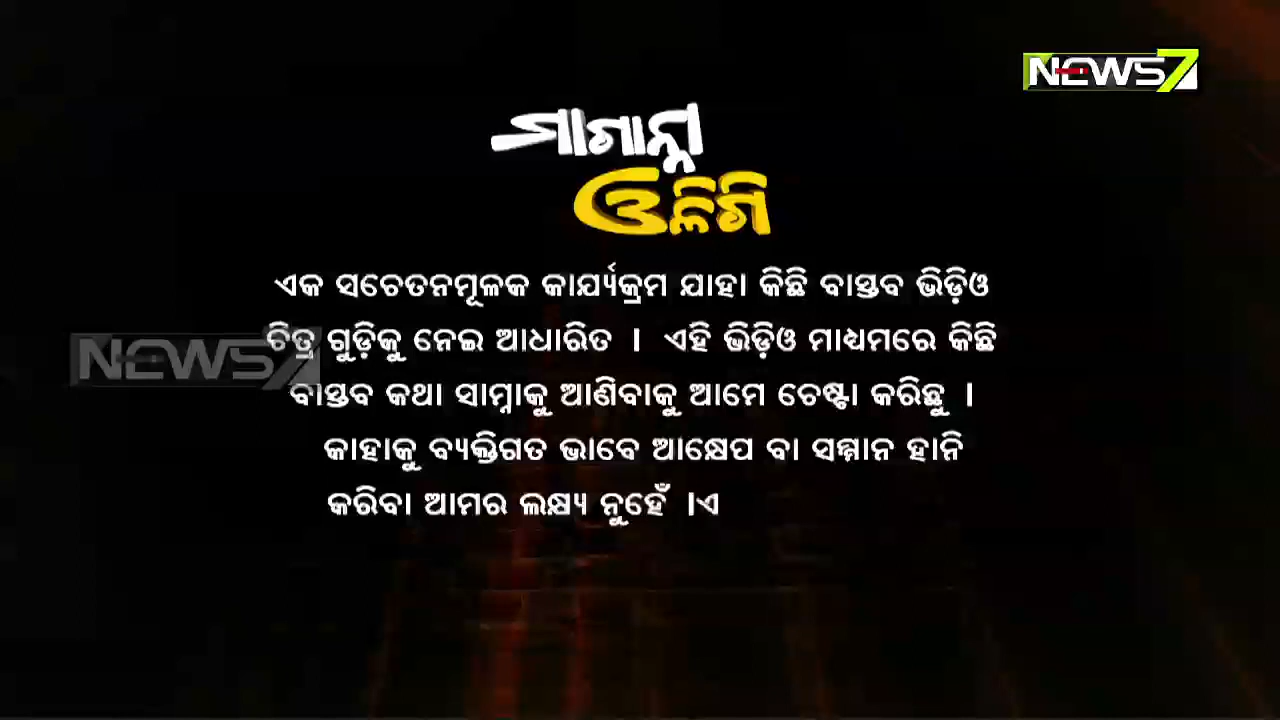 NEWS7
ମାଶାନ୍ନ
ଓଳିଗି
ଏକ ସଚେତନମୂଳକ କାର୍ଯ୍ୟକ୍ରମ ଯାହା କିଛି ବାସ୍ତବ ଭିଡ଼ିଓ
ଚିତ୍ର ଗୁଡ଼ିକୁ ନେଇ ଆଧାରିତ । ଏହି ଭିଡ଼ିଓ ମାଧ୍ୟମରେ କିଛି
NEWS7
ବାସ୍ତବ କଥା ସାମ୍ନାକୁ ଆଣିବାକୁ ଆମେ ଚେଷ୍ଟା କରିଛୁ ।
କାହାକୁ ବ୍ୟକ୍ତିଗତ ଭାବେ ଆକ୍ଷେପ ବା ସମ୍ମାନ ହାନି
କରିବା ଆମର ଲକ୍ଷ୍ୟ ନୁହେଁ ।ଏ